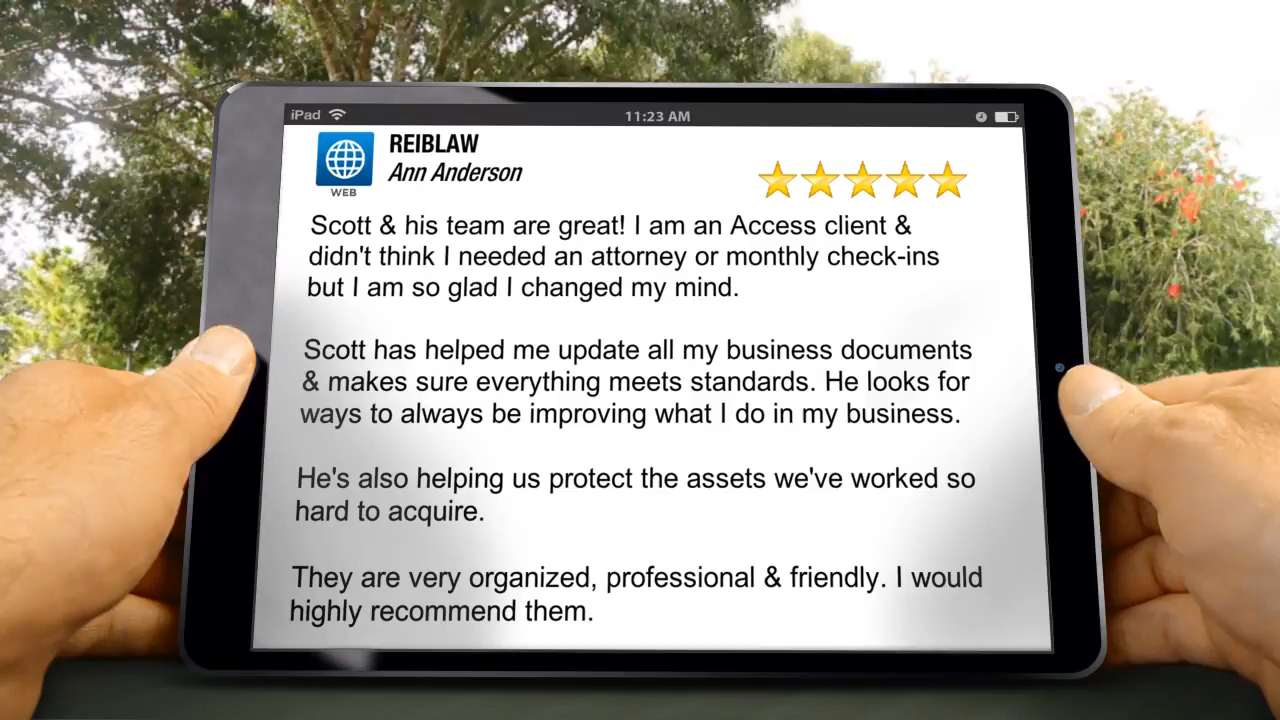 iPad
11:23 AM
REIBLAW
Ann Anderson
WEB
Scott & his team are great! I am an Access client &
didn't think I needed an attorney or monthly check-ins
but I am so glad I changed my mind.
Scott has helped me update all my business documents
& makes sure everything meets standards. He looks for
ways to always be improving what I do in my business.
He's also helping us protect the assets we've worked so
hard to acquire.
They are very organized, professional & friendly. I would
highly recommend them.